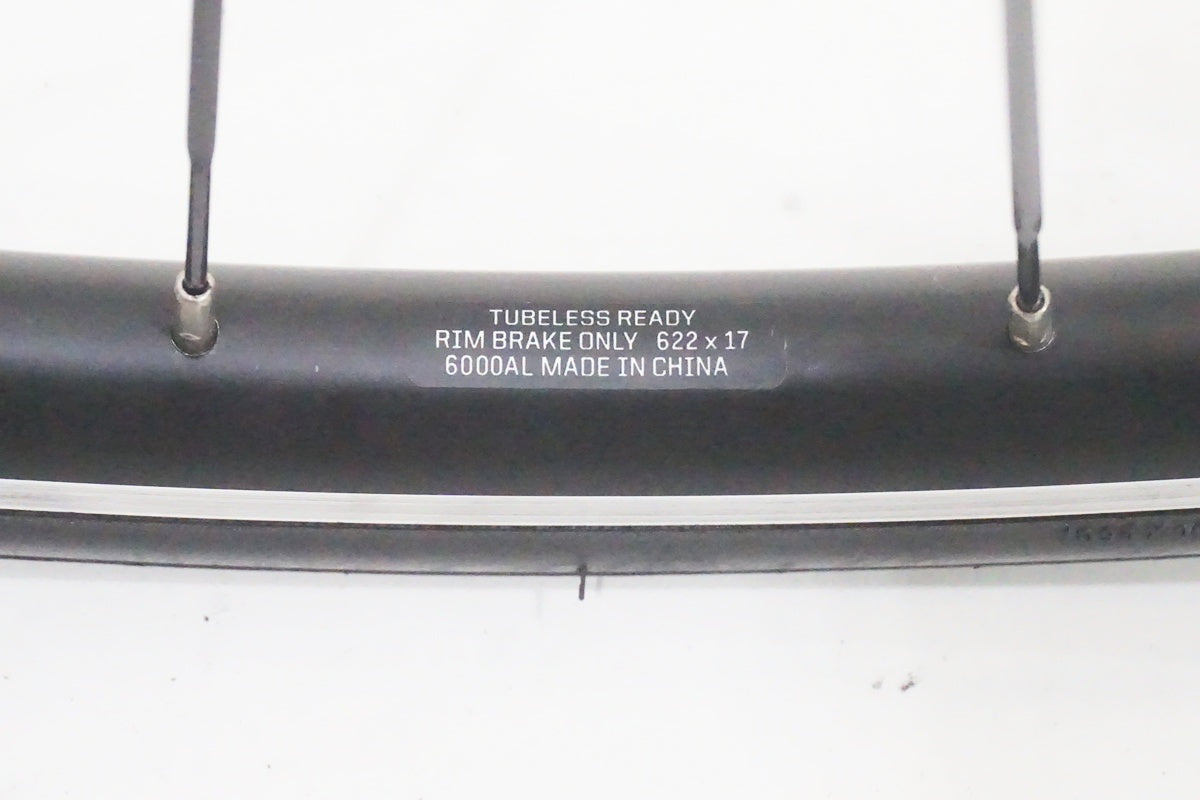 TUBELESS READY
RIM BRAKE ONLY 622 x 17
6000AL MADE IN CHINA